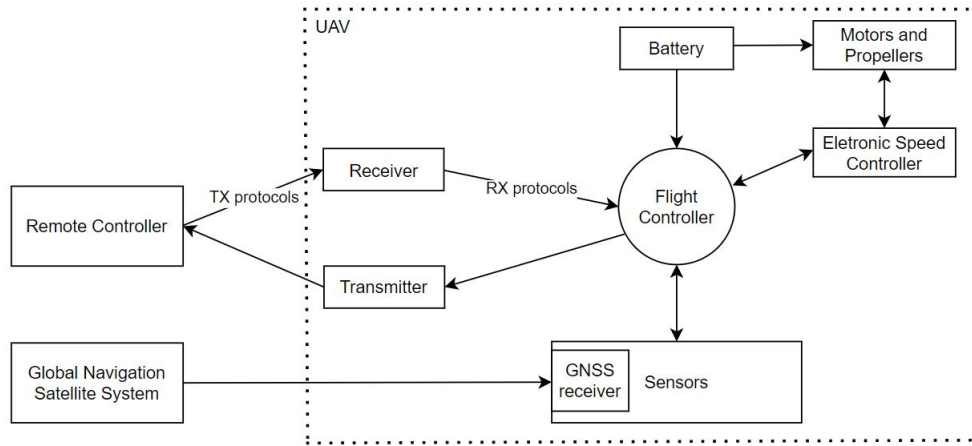 UAV
Battery
Motors and
Propellers
Eletronic Speed
Controller
Receiver
TX protocols
RX protocols
Flight
Controller
Remote Controller
Transmitter
Global Navigation
Satellite System
GNSS
receiver
Sensors